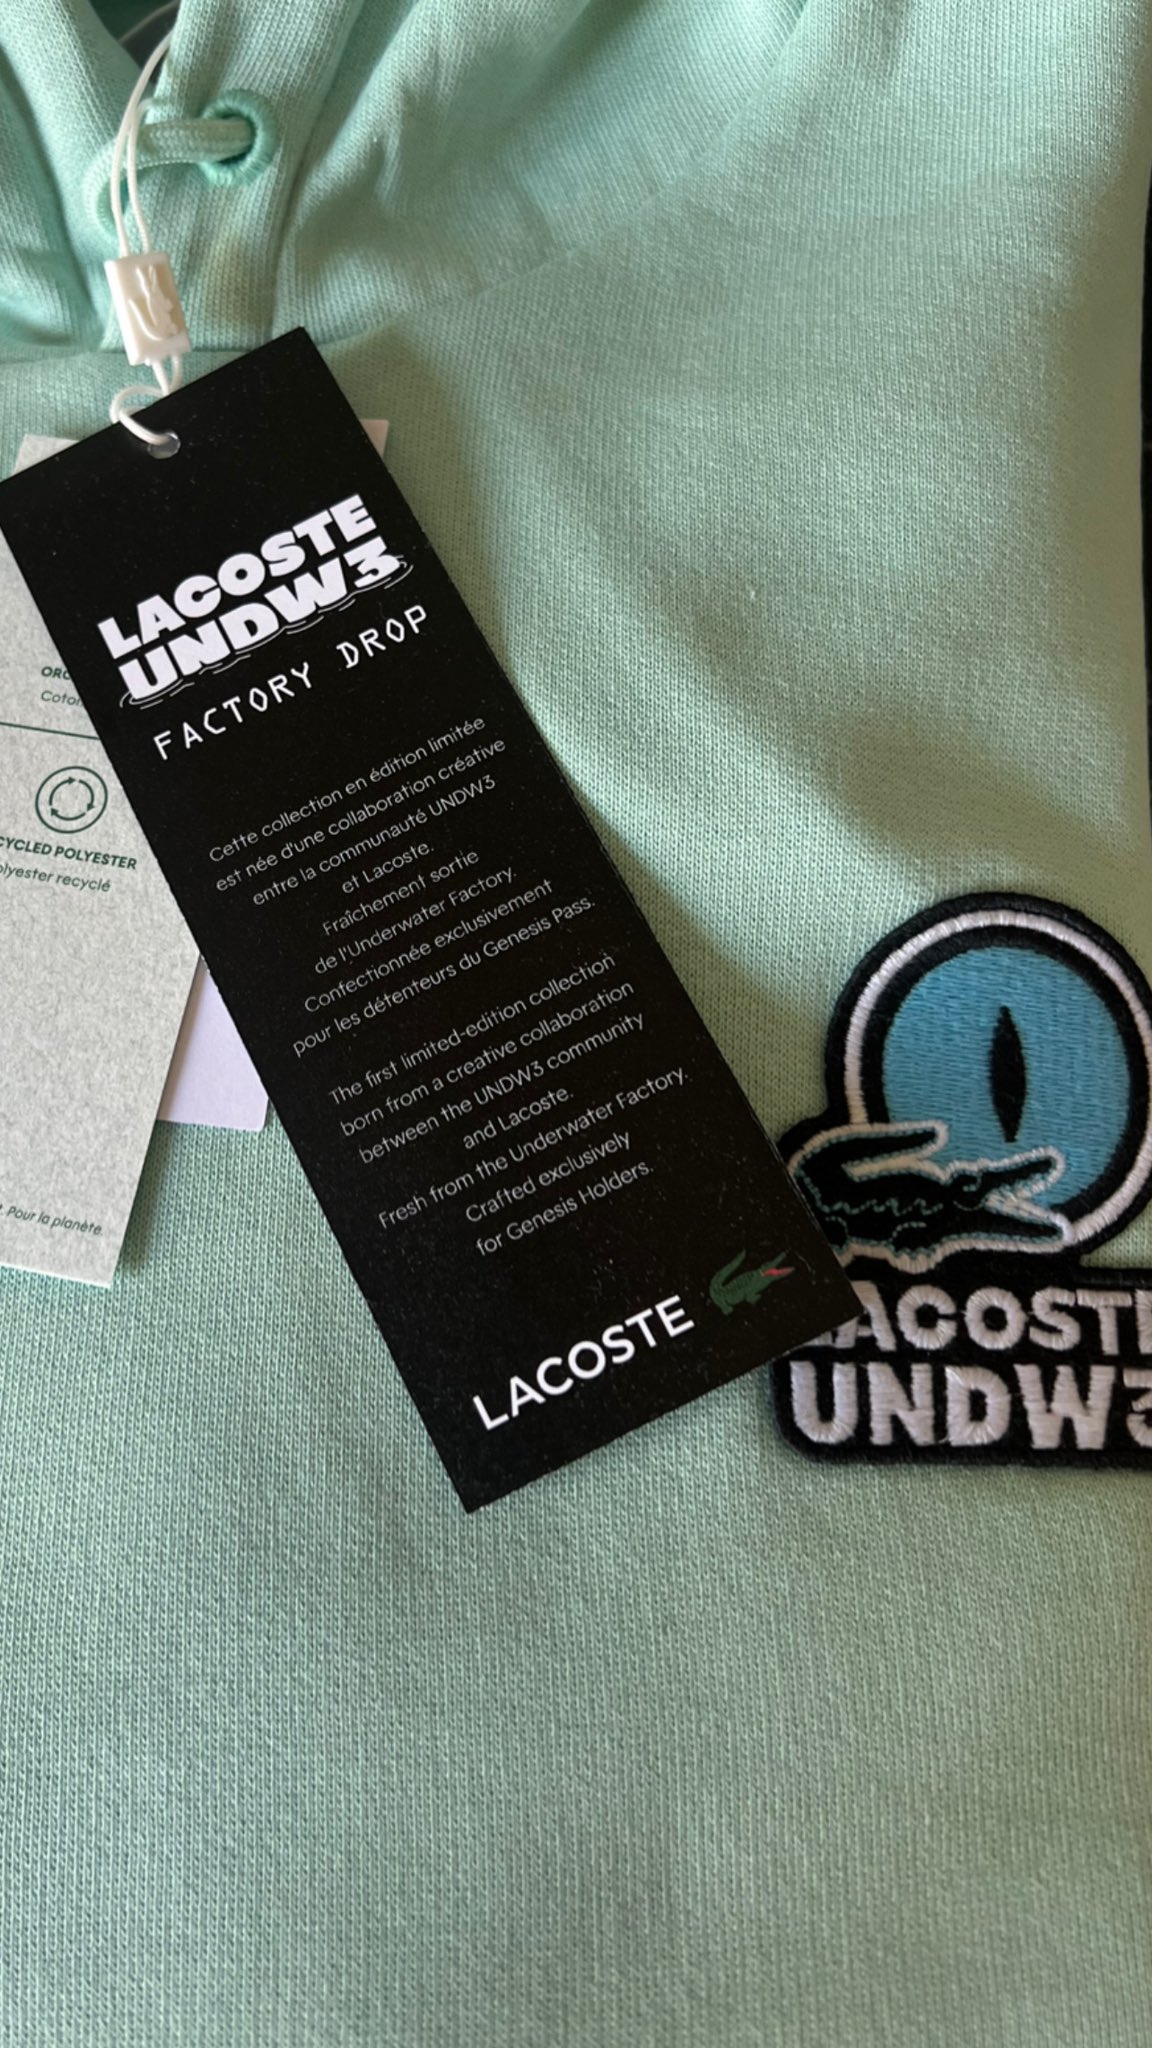 LACOSTE
UNDW3
FACTORY DROP
Cette collection en édition limitée
est née d'une collaboration créative
entre la communauté UNDW3
et Lacoste.
Fraîchement sortie
de l'Underwater Factory.
Confectionnée exclusivement
pour les détenteurs du Genesis Pass.
The first limited-edition collection
born from a creative collaboration
between the UNDW3 community
and Lacoste.
Fresh from the Underwater Factory.
Crafted exclusively
for Genesis Holders.
LACOSTE
POLYESTER
recyclé
Pour la planète.
LACOSTE
UNDW3